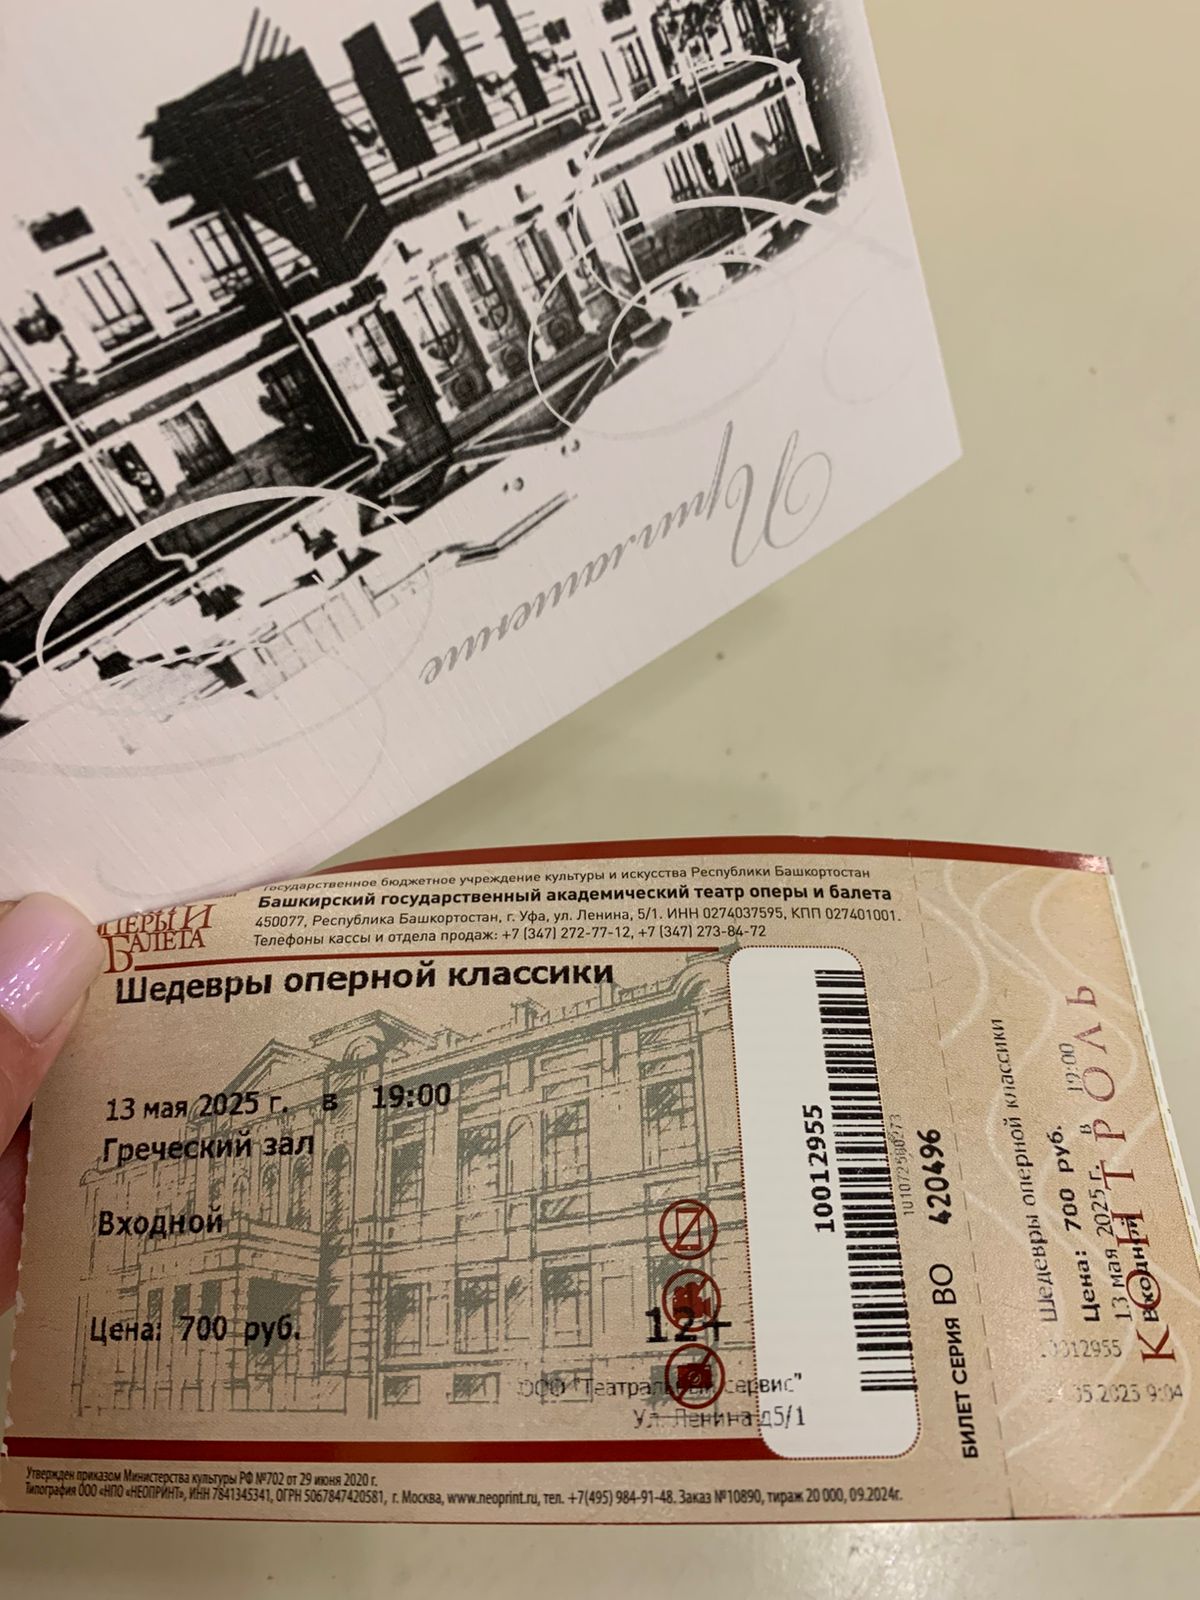 Приглашение
Государственное бюджетное учреждение культуры и искусства Республики Башкортостан
Башкирский государственный академический театр оперы и балета
450077, Республика Башкортостан, г. Уфа, ул. Ленина, 5/1. ИНН 0274037595, КПП 027401001.
Телефоны кассы и отдела продаж: +7 (347) 272-77-12, +7 (347) 273-84-72
ОПЕРЫ И
БАЛЕТА
Шедевры оперной классики
13 мая 2025 г. в 19:00
Греческий зал
Входной
Цена: 700 руб.
12+
ООО "Театральный сервис"
Ул. Ленина д5/1
10012955
БИЛЕТ СЕРИЯ ВО 420496
Шедевры оперной классики
Цена: 700 руб.
13 мая 2025 г. в 19:00
Входной
КОНТРОЛЬ
Утвержден приказом Министерства культуры РФ №702 от 29 июня 2020 г.
Типография ООО «НПО «НЕОПРИНТ», ИНН 7841345341, ОГРН 5067847420581, г. Москва, www.neoprint.ru, тел. +7(495) 984-91-48. Заказ №10890, тираж 20 000, 09.2024г.